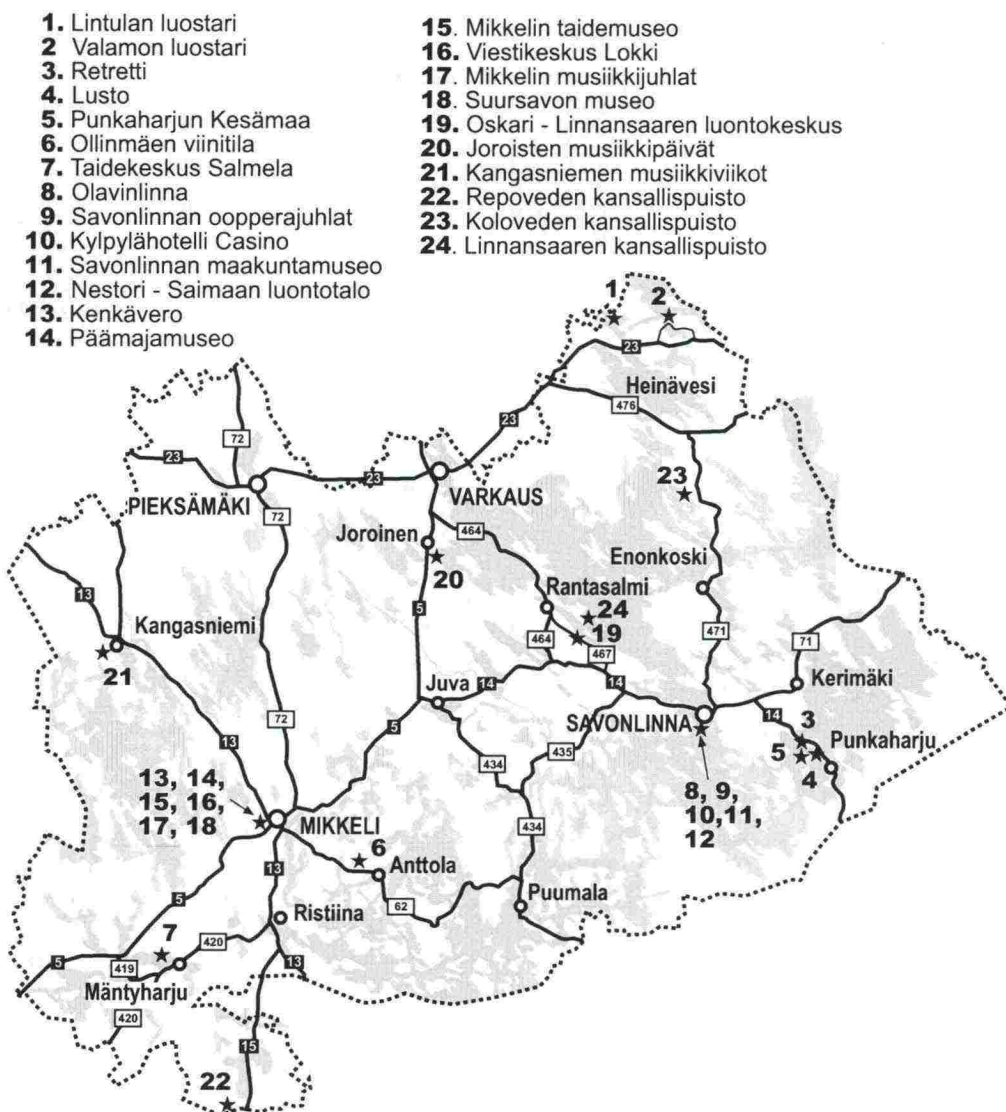 1. Lintulan luostari
2 Valamon luostari
3. Retretti
4. Lusto
5. Punkaharjun Kesämaa
6. Ollinmäen viinitila
7. Taidekeskus Salmela
8. Olavinlinna
9. Savonlinnan oopperajuhlat
10. Kylpylähotelli Casino
11. Savonlinnan maakuntamuseo
12. Nestori - Saimaan luontotalo
13. Kenkävero
14. Päämajamuseo
15. Mikkelin taidemuseo
16. Viestikeskus Lokki
17. Mikkelin musiikkijuhlat
18. Suursavon museo
19. Oskari - Linnansaaren luontokeskus
20. Joroisten musiikkipäivät
21. Kangasniemen musiikkiviikot
22. Repoveden kansallispuisto
23. Koloveden kansallispuisto
24. Linnansaaren kansallispuisto
1
2
23
Heinävesi
476
23
72
23
23
23
PIEKSÄMÄKI
VARKAUS
72
464
Joroinen
20
Enonkoski
Rantasalmi
24
19
13
Kangasniemi
21
5
464
467
471
71
Kerimäki
Juva
14
14
SAVONLINNA
14
3
Punkaharju
5
4
72
13
5
434
435
13, 14,
15, 16,
17, 18
MIKKELI
8, 9,
10,11,
12
434
6
Anttola
13
5
62
Puumala
Ristiina
7
420
5
419
13
Mäntyharju
420
15
22